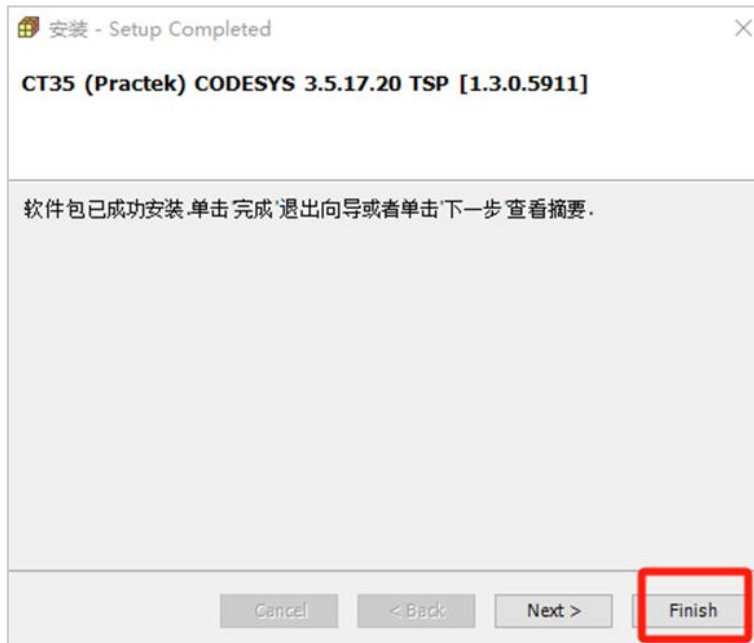 安装 - Setup Completed
CT35 (Practek) CODESYS 3.5.17.20 TSP [1.3.0.5911]
软件包已成功安装.单击'完成'退出向导或者单击'下一步'查看摘要.
Cancel
< Back
Next >
Finish